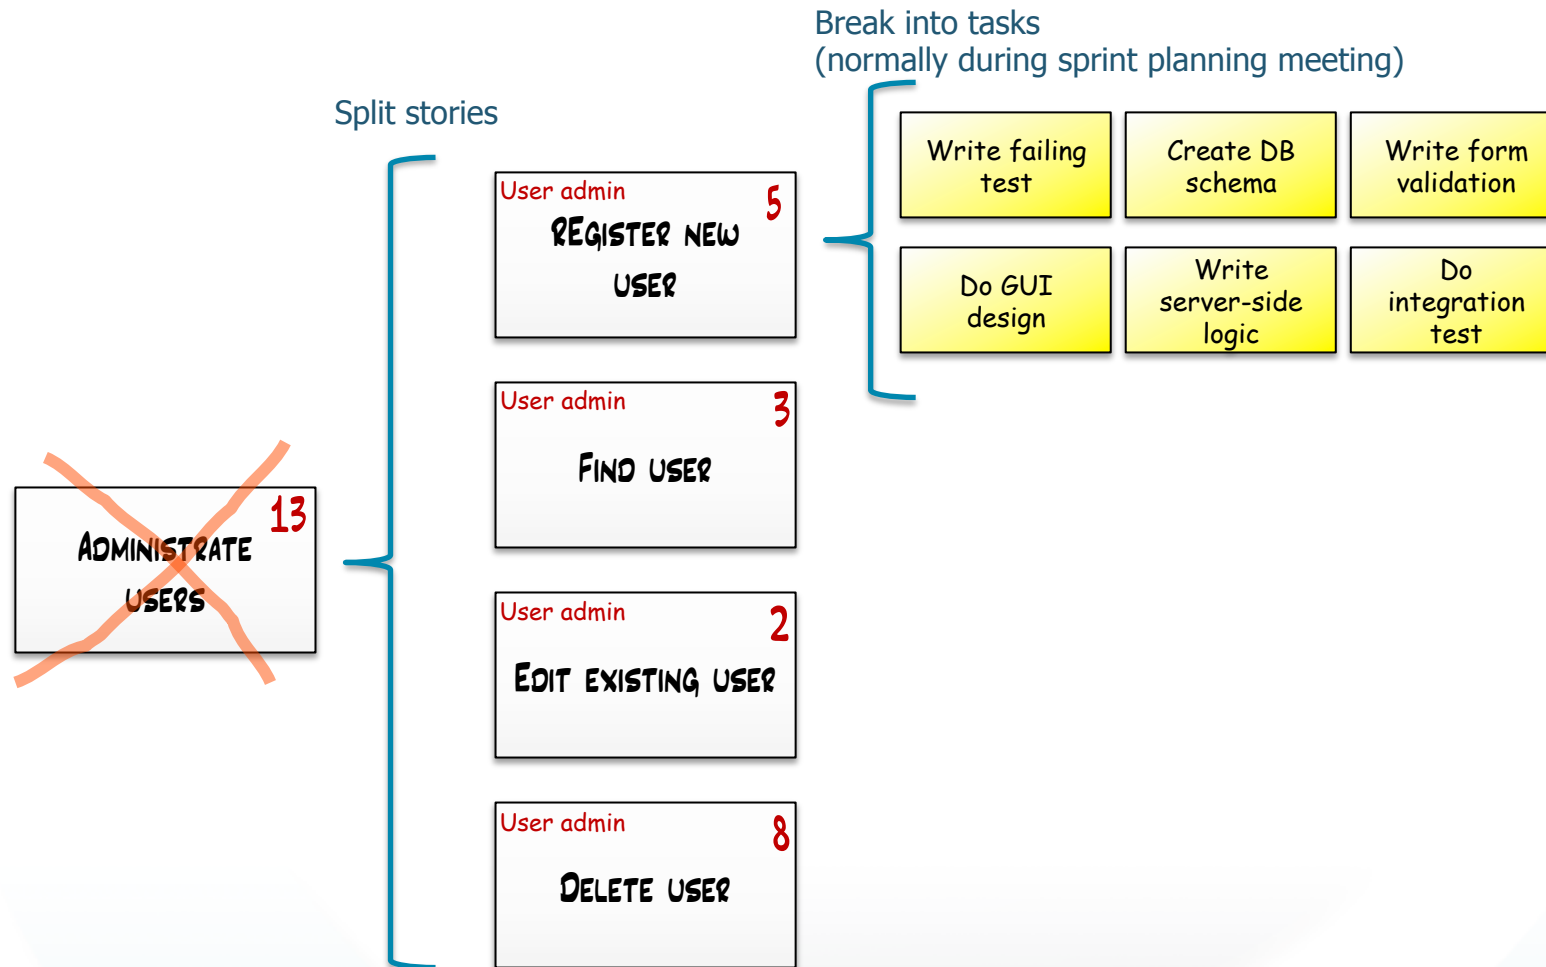 Break into tasks
(normally during sprint planning meeting)
Split stories
Write failing
test
Create DB
schema
Write form
validation
User admin
5
REGISTER NEW
USER
Do GUI
design
Write
server-side
logic
Do
integration
test
User admin
3
FIND USER
13
ADMINISTRATE
USERS
User admin
2
EDIT EXISTING USER
User admin
8
DELETE USER